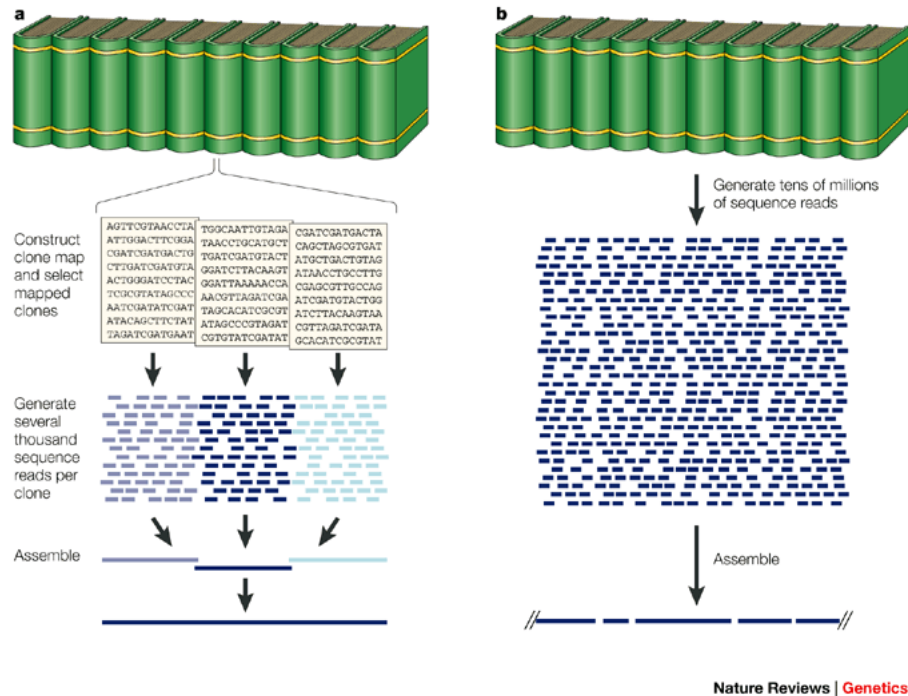 a
Construct
clone map
and select
mapped
clones
AGTTCGTAACCTA
ATTGGACTTCGGA
CGATCGATGACTG
CTTGATCGATGTA
ACTGGGATCCTAC
TCGCGTATAGCCC
AATCGATATCGAT
ATACAGCTTCTAT
TAGATCGATGAAT
TGGCAATTGTAGA
TAACCTGCATGCT
TGATCGATGTACT
GGATCTTACAAGT
GGATTAAAAACCA
AACGTTAGATCGA
TAGCACATCGCGT
ATAGCCCGTAGAT
CGTGTATCGATAT
CGATCGATGACTA
CAGCTAGCGTGAT
ATGCTGACTGTAG
ATAACCTGCCTTG
CGAGCGTTGCCAG
ATCGATGTACTGG
ATCTTACAAGTAA
CGTTAGATCGATA
GCACATCGCGTAT
Generate
several
thousand
sequence
reads per
clone
Assemble
b
Generate tens of millions
of sequence reads
Assemble
Nature Reviews | Genetics